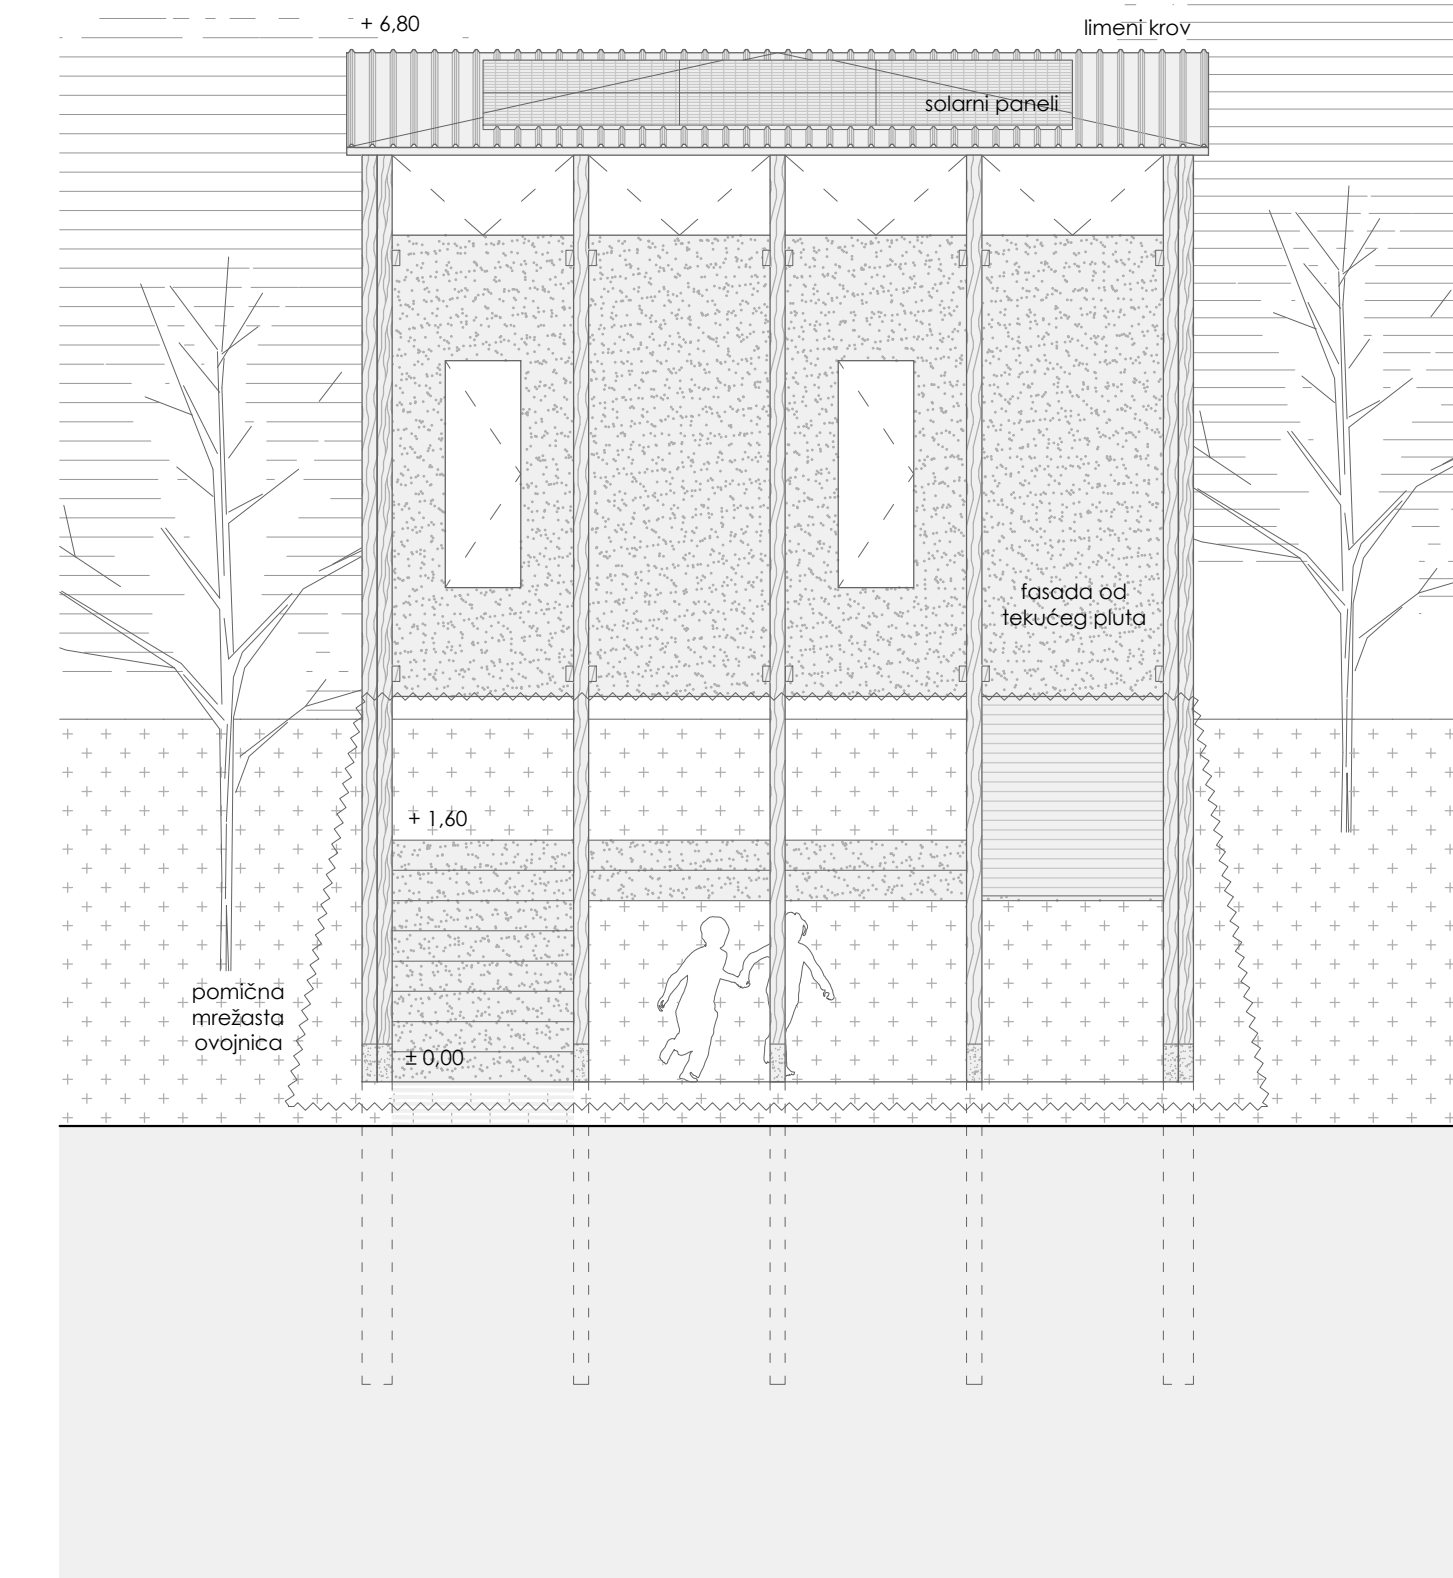 + 6,80
limeni krov
solarni paneli
fasada od
tekućeg pluta
+ 1,60
pomična
mrežasta
ovojnica
± 0,00